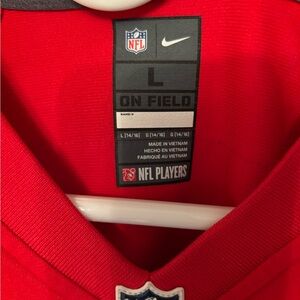 NFL
L
ON FIELD
L [14/16] G [14/16] G [14/16]
MADE IN VIETNAM
HECHO EN VIETNAM
FABRIQUÉ AU VIETNAM
NFL PLAYERS